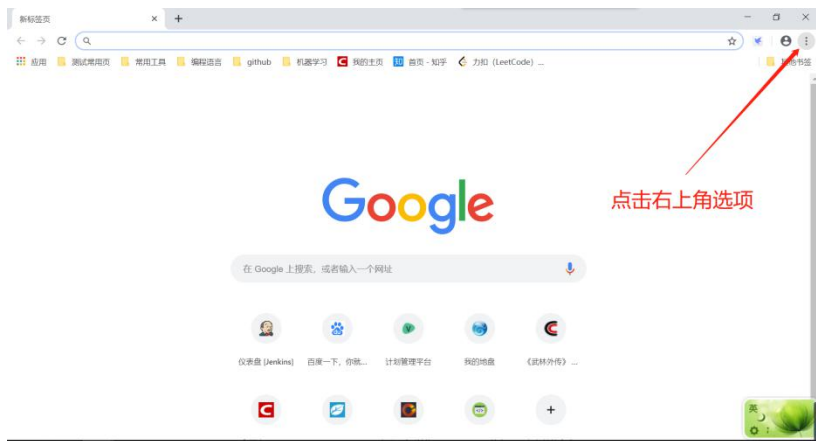 新标签页
应用 测试常用页 常用工具 编程语言 github 机器学习 我的主页 知 首页 - 知乎 力扣 (LeetCode) ...
其他书签
点击右上角选项
Google
在 Google 上搜索，或者输入一个网址
仪表盘 [Jenkins] 百度一下，你就... 计划管理平台 我的地盘 《武林外传》 ...
英